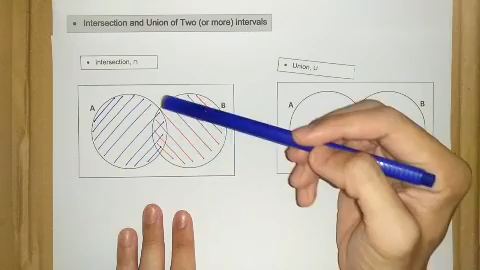 Intersection and Union of Two (or more) intervals
Intersection, ∩
Union, ∪
A
B
A
B